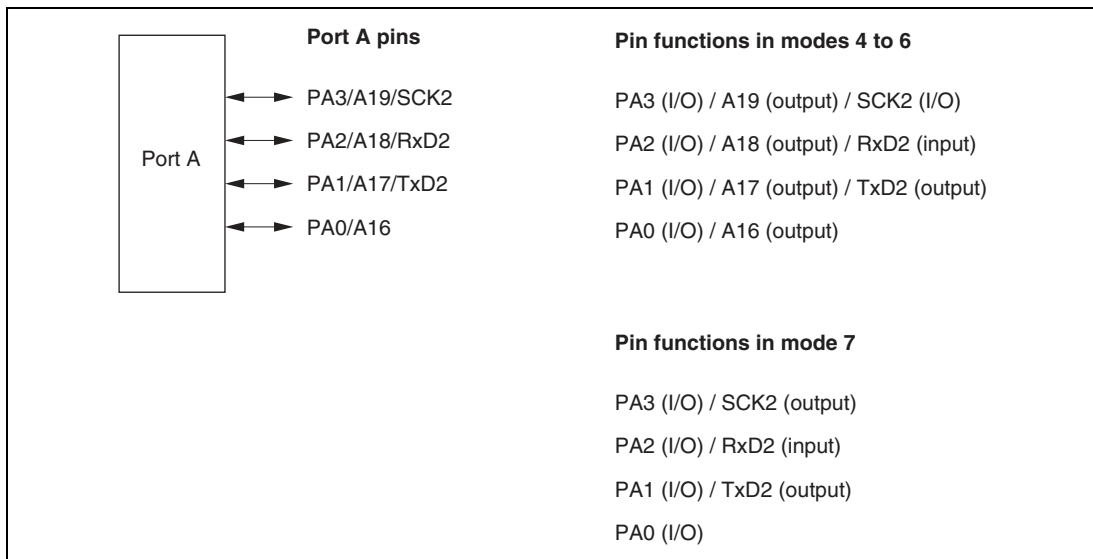 Port A
Port A pins
PA3/A19/SCK2
PA2/A18/RxD2
PA1/A17/TxD2
PA0/A16
Pin functions in modes 4 to 6
PA3 (I/O) / A19 (output) / SCK2 (I/O)
PA2 (I/O) / A18 (output) / RxD2 (input)
PA1 (I/O) / A17 (output) / TxD2 (output)
PA0 (I/O) / A16 (output)
Pin functions in mode 7
PA3 (I/O) / SCK2 (output)
PA2 (I/O) / RxD2 (input)
PA1 (I/O) / TxD2 (output)
PA0 (I/O)